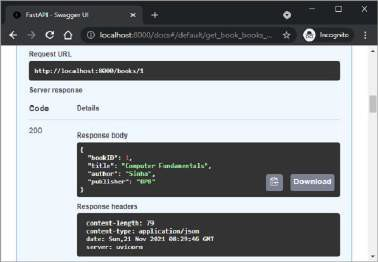 FastAPI - Swagger UI
localhost:8000/docs#/default/get_book_books_...
Incognito
Request URL
http://localhost:8000/books/1
Server response
Code Details
200
Response body
{
"bookID": 1,
"title": "Computer Fundamentals",
"author": "Sinha",
"publisher": "BPB"
}
Download
Response headers
content-length: 79
content-type: application/json
date: Sun,21 Nov 2021 08:29:46 GMT
server: uvicorn